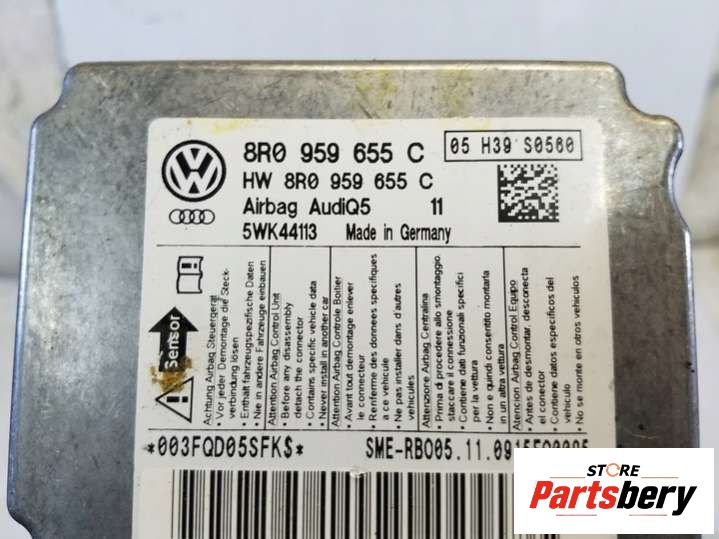 8R0 959 655 C
05 H39 S0560
HW 8R0 959 655 C
Airbag AudiQ5 11
5WK44113 Made in Germany
Sensor
Achtung Airbag Steuergerät
• Vor jeder Demontage die Steck-
verbindung lösen
• Enthält fahrzeugspezifische Daten
• Nie in andere Fahrzeuge einbauen
Attention Airbag Control Unit
• Before any disassembly
detach the connector
• Contains specific vehicle data
• Never install in another car
Attention Airbag Controle Boitier
• Avant tout demontage enlever
le connecteur
• Renferme des donnees specifiques
a ce vehicule
• Ne pas installer dans d'autres
vehicules
Attenzione Airbag Centralina
• Prima di procedere allo smontaggio,
staccare il connessione
• Contiene dati funzionali specifici
per la vettura
• Non e quindi consentito montarla
in un altra vettura
Atencion Airbag Control Equipo
• Antes de desmontar, desconecta
el conector
• Contiene datos especificos del
vehiculo
• No se monte en otros vehiculos
*003FQD05SFK$*
SME-RBO05.11.09
STORE
Partsbery